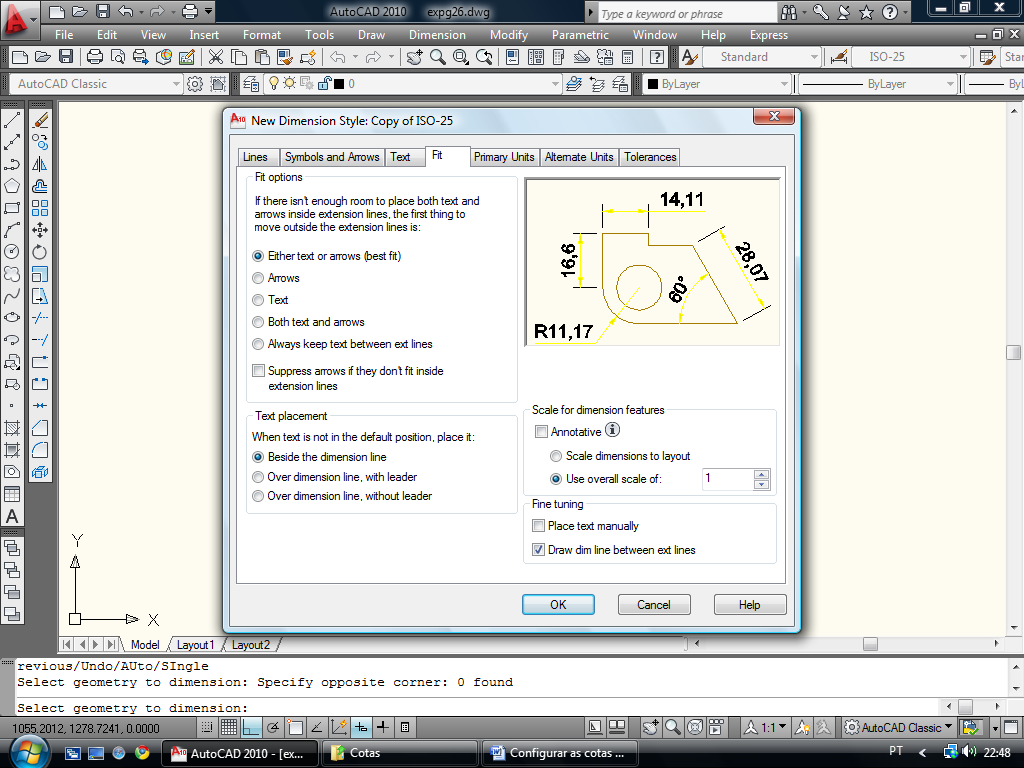 AutoCAD 2010 expg26.dwg
Type a keyword or phrase
File Edit View Insert Format Tools Draw Dimension Modify Parametric Window Help Express
Standard
ISO-25
Star
AutoCAD Classic
0
ByLayer
ByLayer
By
A10 New Dimension Style: Copy of ISO-25
Lines Symbols and Arrows Text Fit Primary Units Alternate Units Tolerances
Fit options
If there isn't enough room to place both text and
arrows inside extension lines, the first thing to
move outside the extension lines is:
Either text or arrows (best fit)
Arrows
Text
Both text and arrows
Always keep text between ext lines
Suppress arrows if they don't fit inside
extension lines
Text placement
When text is not in the default position, place it:
Beside the dimension line
Over dimension line, with leader
Over dimension line, without leader
14,11
16,6
28,07
60°
R11,17
Scale for dimension features
Annotative
Scale dimensions to layout
Use overall scale of: 1
Fine tuning
Place text manually
Draw dim line between ext lines
OK Cancel Help
A
Y
X
Model Layout1 Layout2
revious/Undo/AUto/SIngle
Select geometry to dimension: Specify opposite corner: 0 found
Select geometry to dimension:
1055.2012, 1278.7241, 0.0000
1:1
AutoCAD Classic
AutoCAD 2010 - [ex...
Cotas
Configurar as cotas ...
PT
22:48